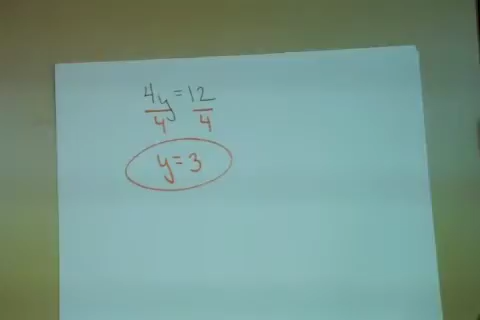 4y = 12
4 4
y = 3